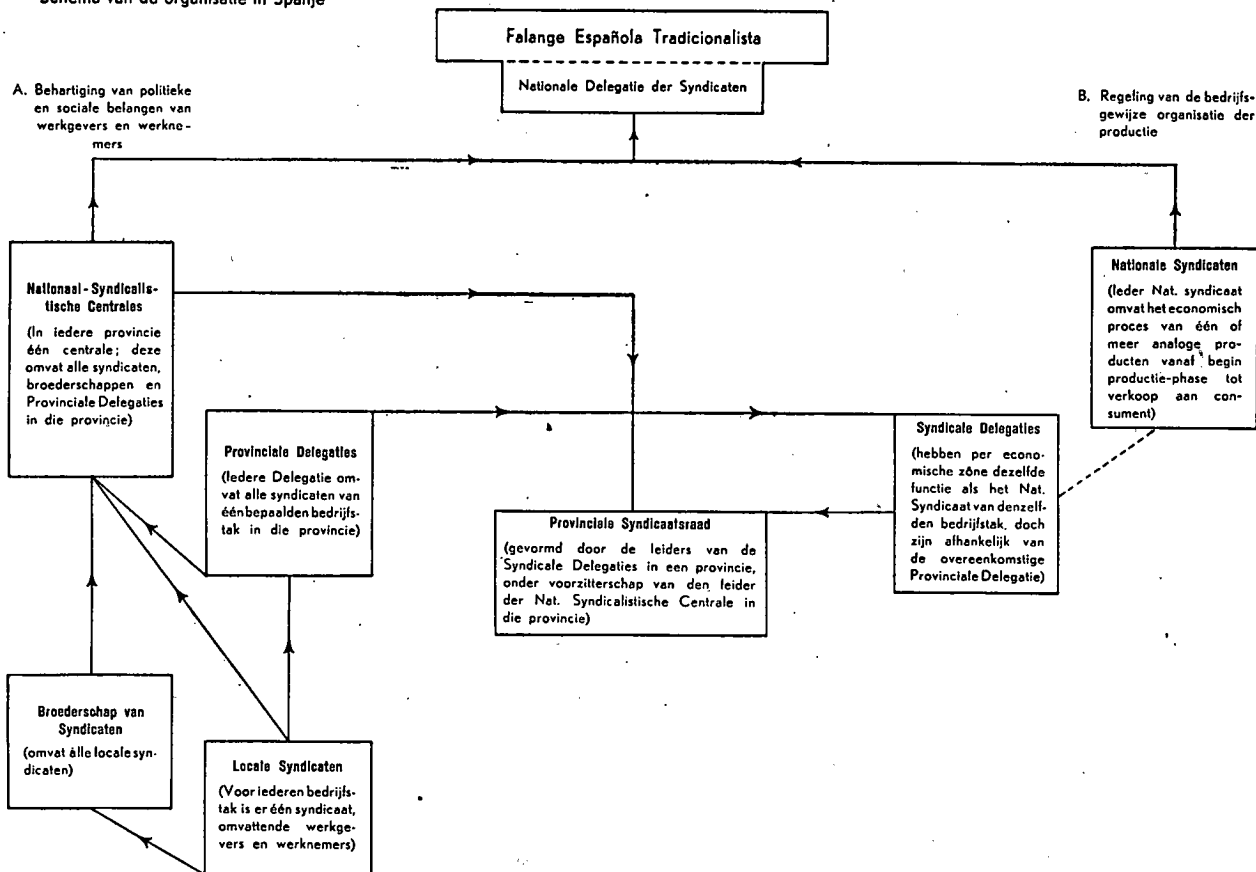 Schema van de organisatie in Spanje
Falange Española Tradicionalista
Nationale Delegatie der Syndicaten
A. Behartiging van politieke
en sociale belangen van
werkgevers en werkne-
mers
B. Regeling van de bedrijfs-
gewijze organisatie der
productie
Nationaal-Syndicalis-
tische Centrales
(In iedere provincie
één centrale; deze
omvat alle syndicaten,
broederschappen en
Provinciale Delegaties
in die provincie)
Nationale Syndicaten
(Ieder Nat. syndicaat
omvat het economisch
proces van één of
meer analoge pro-
ducten vanaf begin
productie-phase tot
verkoop aan con-
sument)
Provinciale Delegaties
(Iedere Delegatie om-
vat alle syndicaten van
één bepaalden bedrijfs-
tak in die provincie)
Syndicale Delegaties
(hebben per econo-
mische zône dezelfde
functie als het Nat.
Syndicaat van denzelf-
den bedrijfstak, doch
zijn afhankelijk van
de overeenkomstige
Provinciale Delegatie)
Provinciale Syndicaatsraad
(gevormd door de leiders van de
Syndicale Delegaties in een provincie,
onder voorzitterschap van den leider
der Nat. Syndicalistische Centrale in
die provincie)
Broederschap van
Syndicaten
(omvat alle locale syn-
dicaten)
Locale Syndicaten
(Voor iederen bedrijfs-
tak is er één syndicaat,
omvattende werkge-
vers en werknemers)